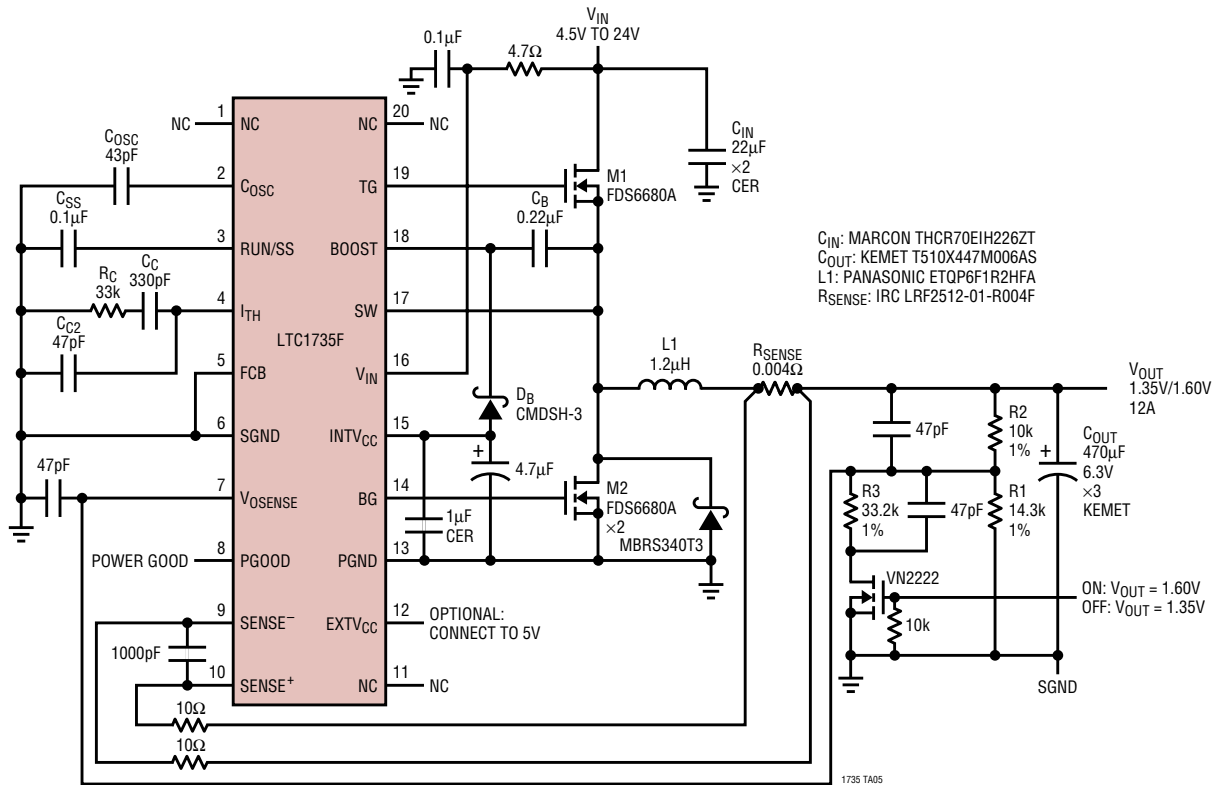 V_IN
4.5V TO 24V
0.1μF
4.7Ω
1
NC
NC
20
NC
NC
C_IN
22μF
×2
CER
C_OSC
43pF
2
C_OSC
TG
19
M1
FDS6680A
C_SS
0.1μF
3
RUN/SS
BOOST
18
C_B
0.22μF
C_IN: MARCON THCR70EIH226ZT
C_OUT: KEMET T510X447M006AS
L1: PANASONIC ETQP6F1R2HFA
R_SENSE: IRC LRF2512-01-R004F
R_C
33k
C_C
330pF
4
I_TH
SW
17
LTC1735F
C_C2
47pF
5
FCB
V_IN
16
L1
1.2μH
R_SENSE
0.004Ω
V_OUT
1.35V/1.60V
12A
D_B
CMDSH-3
6
SGND
INTV_CC
15
+
4.7μF
47pF
R2
10k
1%
+
C_OUT
470μF
6.3V
×3
KEMET
47pF
7
V_OSENSE
BG
14
M2
FDS6680A
×2
1μF
CER
MBRS340T3
R3
33.2k
1%
47pF
R1
14.3k
1%
POWER GOOD
8
PGOOD
PGND
13
VN2222
10k
ON: V_OUT = 1.60V
OFF: V_OUT = 1.35V
9
SENSE⁻
EXTV_CC
12
OPTIONAL:
CONNECT TO 5V
1000pF
10
SENSE⁺
NC
11
NC
SGND
10Ω
10Ω
1735 TA05